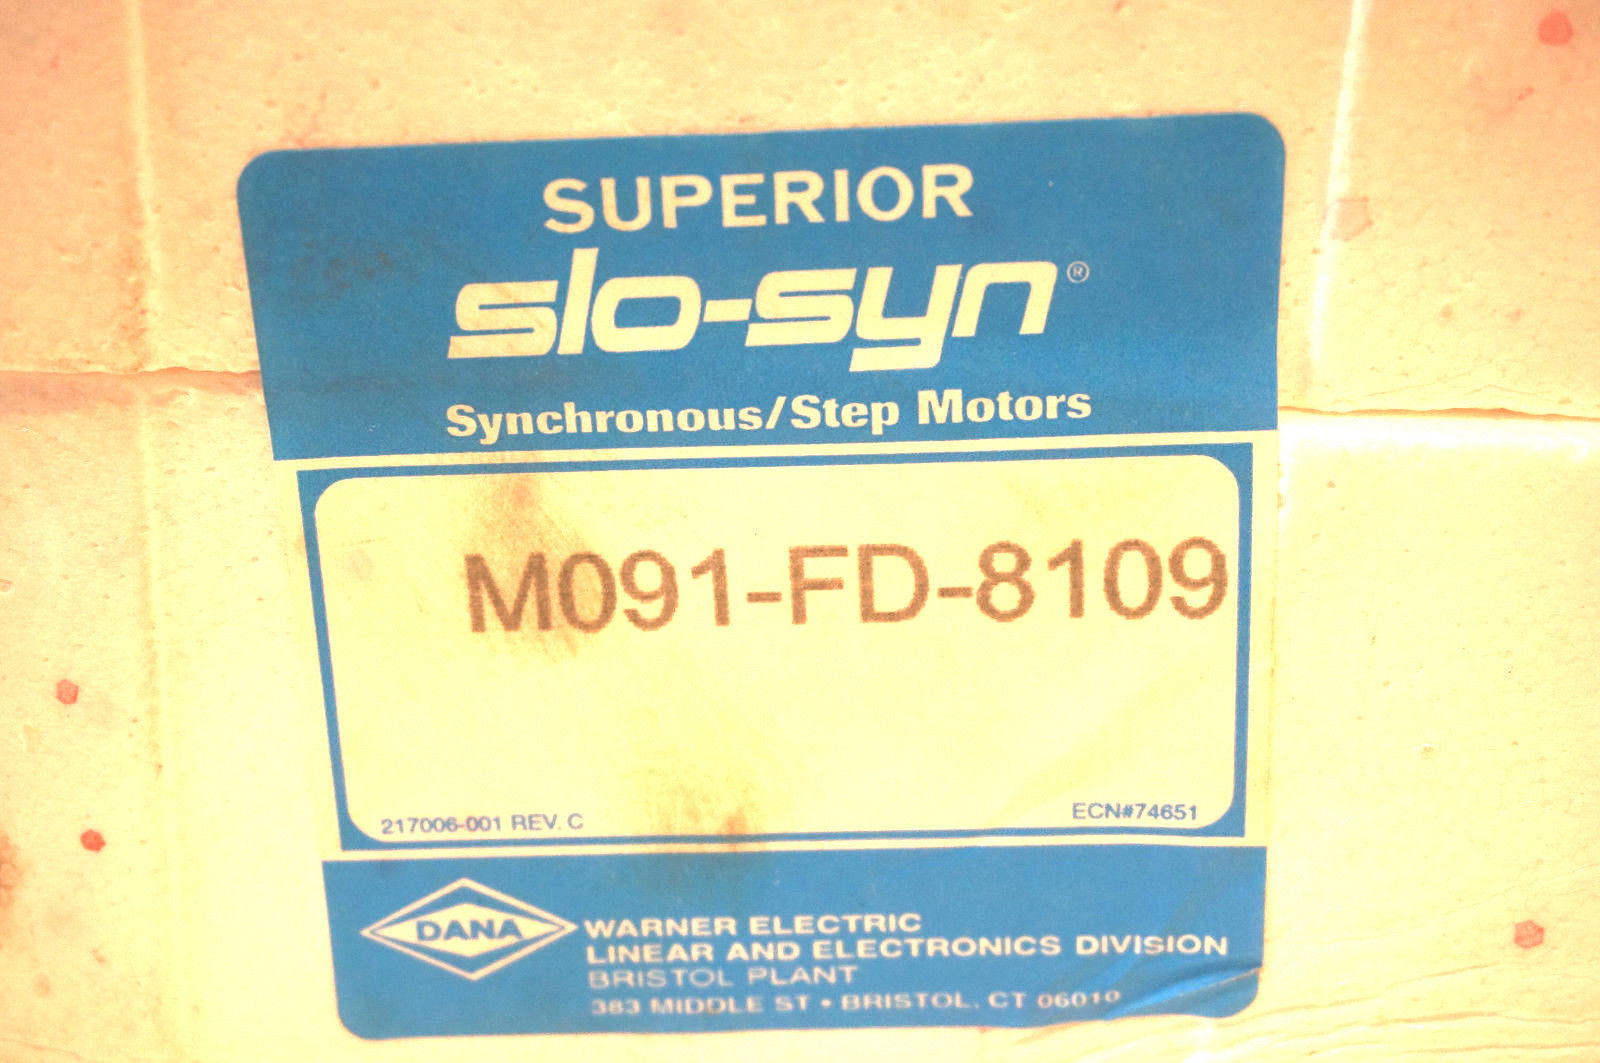 SUPERIOR
slo-syn®
Synchronous/Step Motors
M091-FD-8109
217006-001 REV. C
ECN#74651
DANA
WARNER ELECTRIC
LINEAR AND ELECTRONICS DIVISION
BRISTOL PLANT
383 MIDDLE ST • BRISTOL, CT 06010